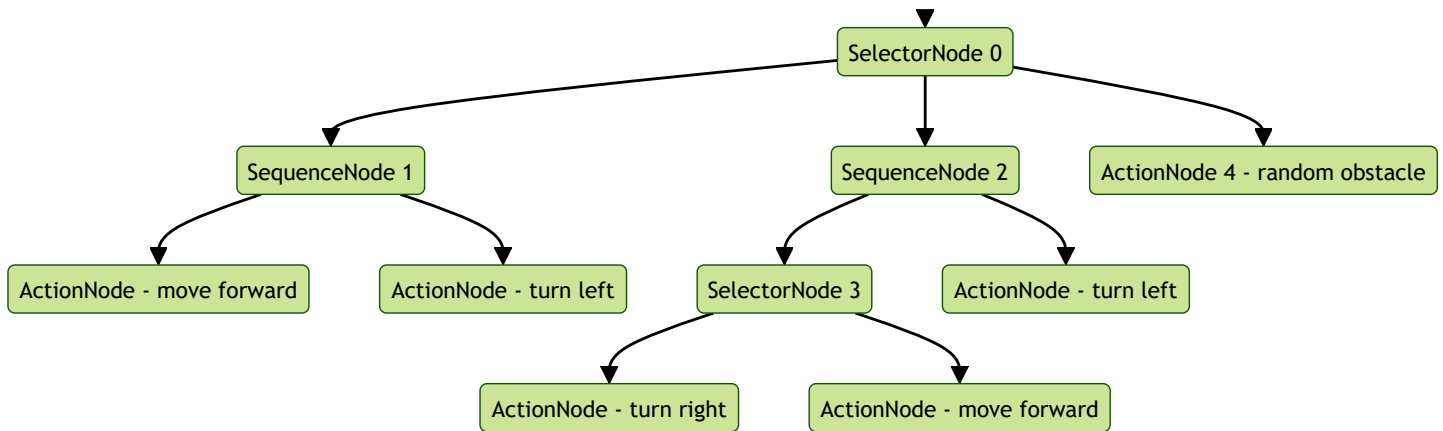 SelectorNode 0
SequenceNode 1
SequenceNode 2
ActionNode 4 - random obstacle
ActionNode - move forward
ActionNode - turn left
SelectorNode 3
ActionNode - turn left
ActionNode - turn right
ActionNode - move forward